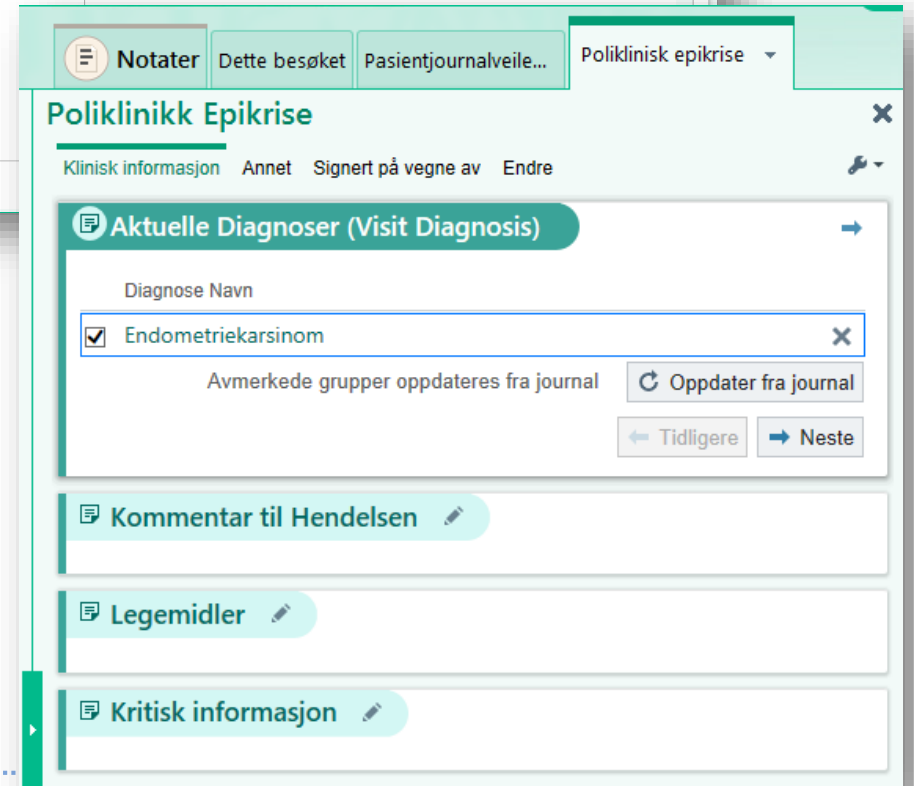 Notater Dette besøket Pasientjournalveile... Poliklinisk epikrise
Poliklinikk Epikrise
Klinisk informasjon Annet Signert på vegne av Endre
Aktuelle Diagnoser (Visit Diagnosis)
Diagnose Navn
Endometriekarsinom
Avmerkede grupper oppdateres fra journal Oppdater fra journal
Tidligere Neste
Kommentar til Hendelsen
Legemidler
Kritisk informasjon